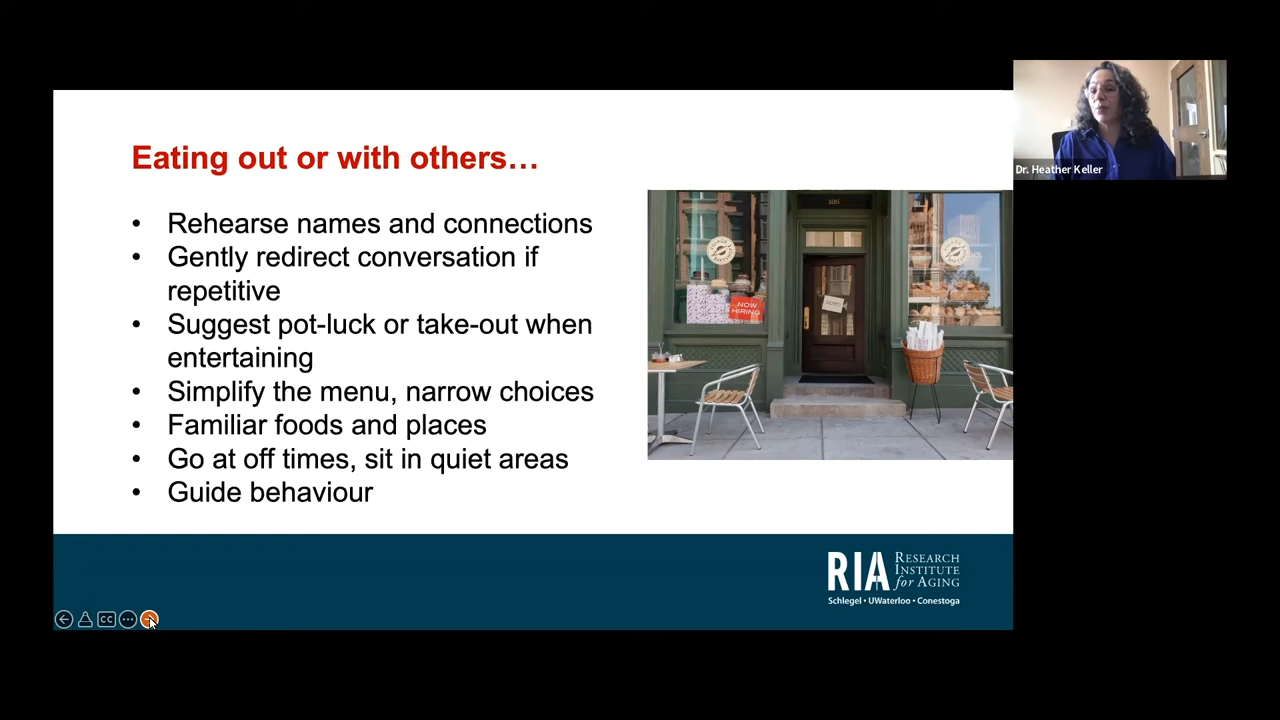 Eating out or with others…
• Rehearse names and connections
• Gently redirect conversation if
repetitive
• Suggest pot-luck or take-out when
entertaining
• Simplify the menu, narrow choices
• Familiar foods and places
• Go at off times, sit in quiet areas
• Guide behaviour
106
NOW
HIRING
Open
Dr. Heather Keller
RIA
RESEARCH
INSTITUTE
for AGING
Schlegel • UWaterloo • Conestoga
CC